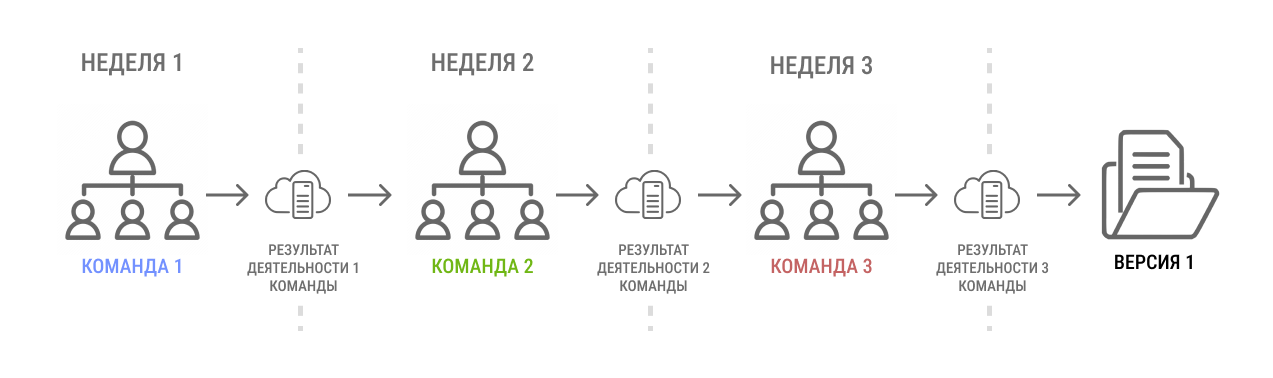 НЕДЕЛЯ 1
КОМАНДА 1
РЕЗУЛЬТАТ
ДЕЯТЕЛЬНОСТИ 1
КОМАНДЫ
НЕДЕЛЯ 2
КОМАНДА 2
РЕЗУЛЬТАТ
ДЕЯТЕЛЬНОСТИ 2
КОМАНДЫ
НЕДЕЛЯ 3
КОМАНДА 3
РЕЗУЛЬТАТ
ДЕЯТЕЛЬНОСТИ 3
КОМАНДЫ
ВЕРСИЯ 1